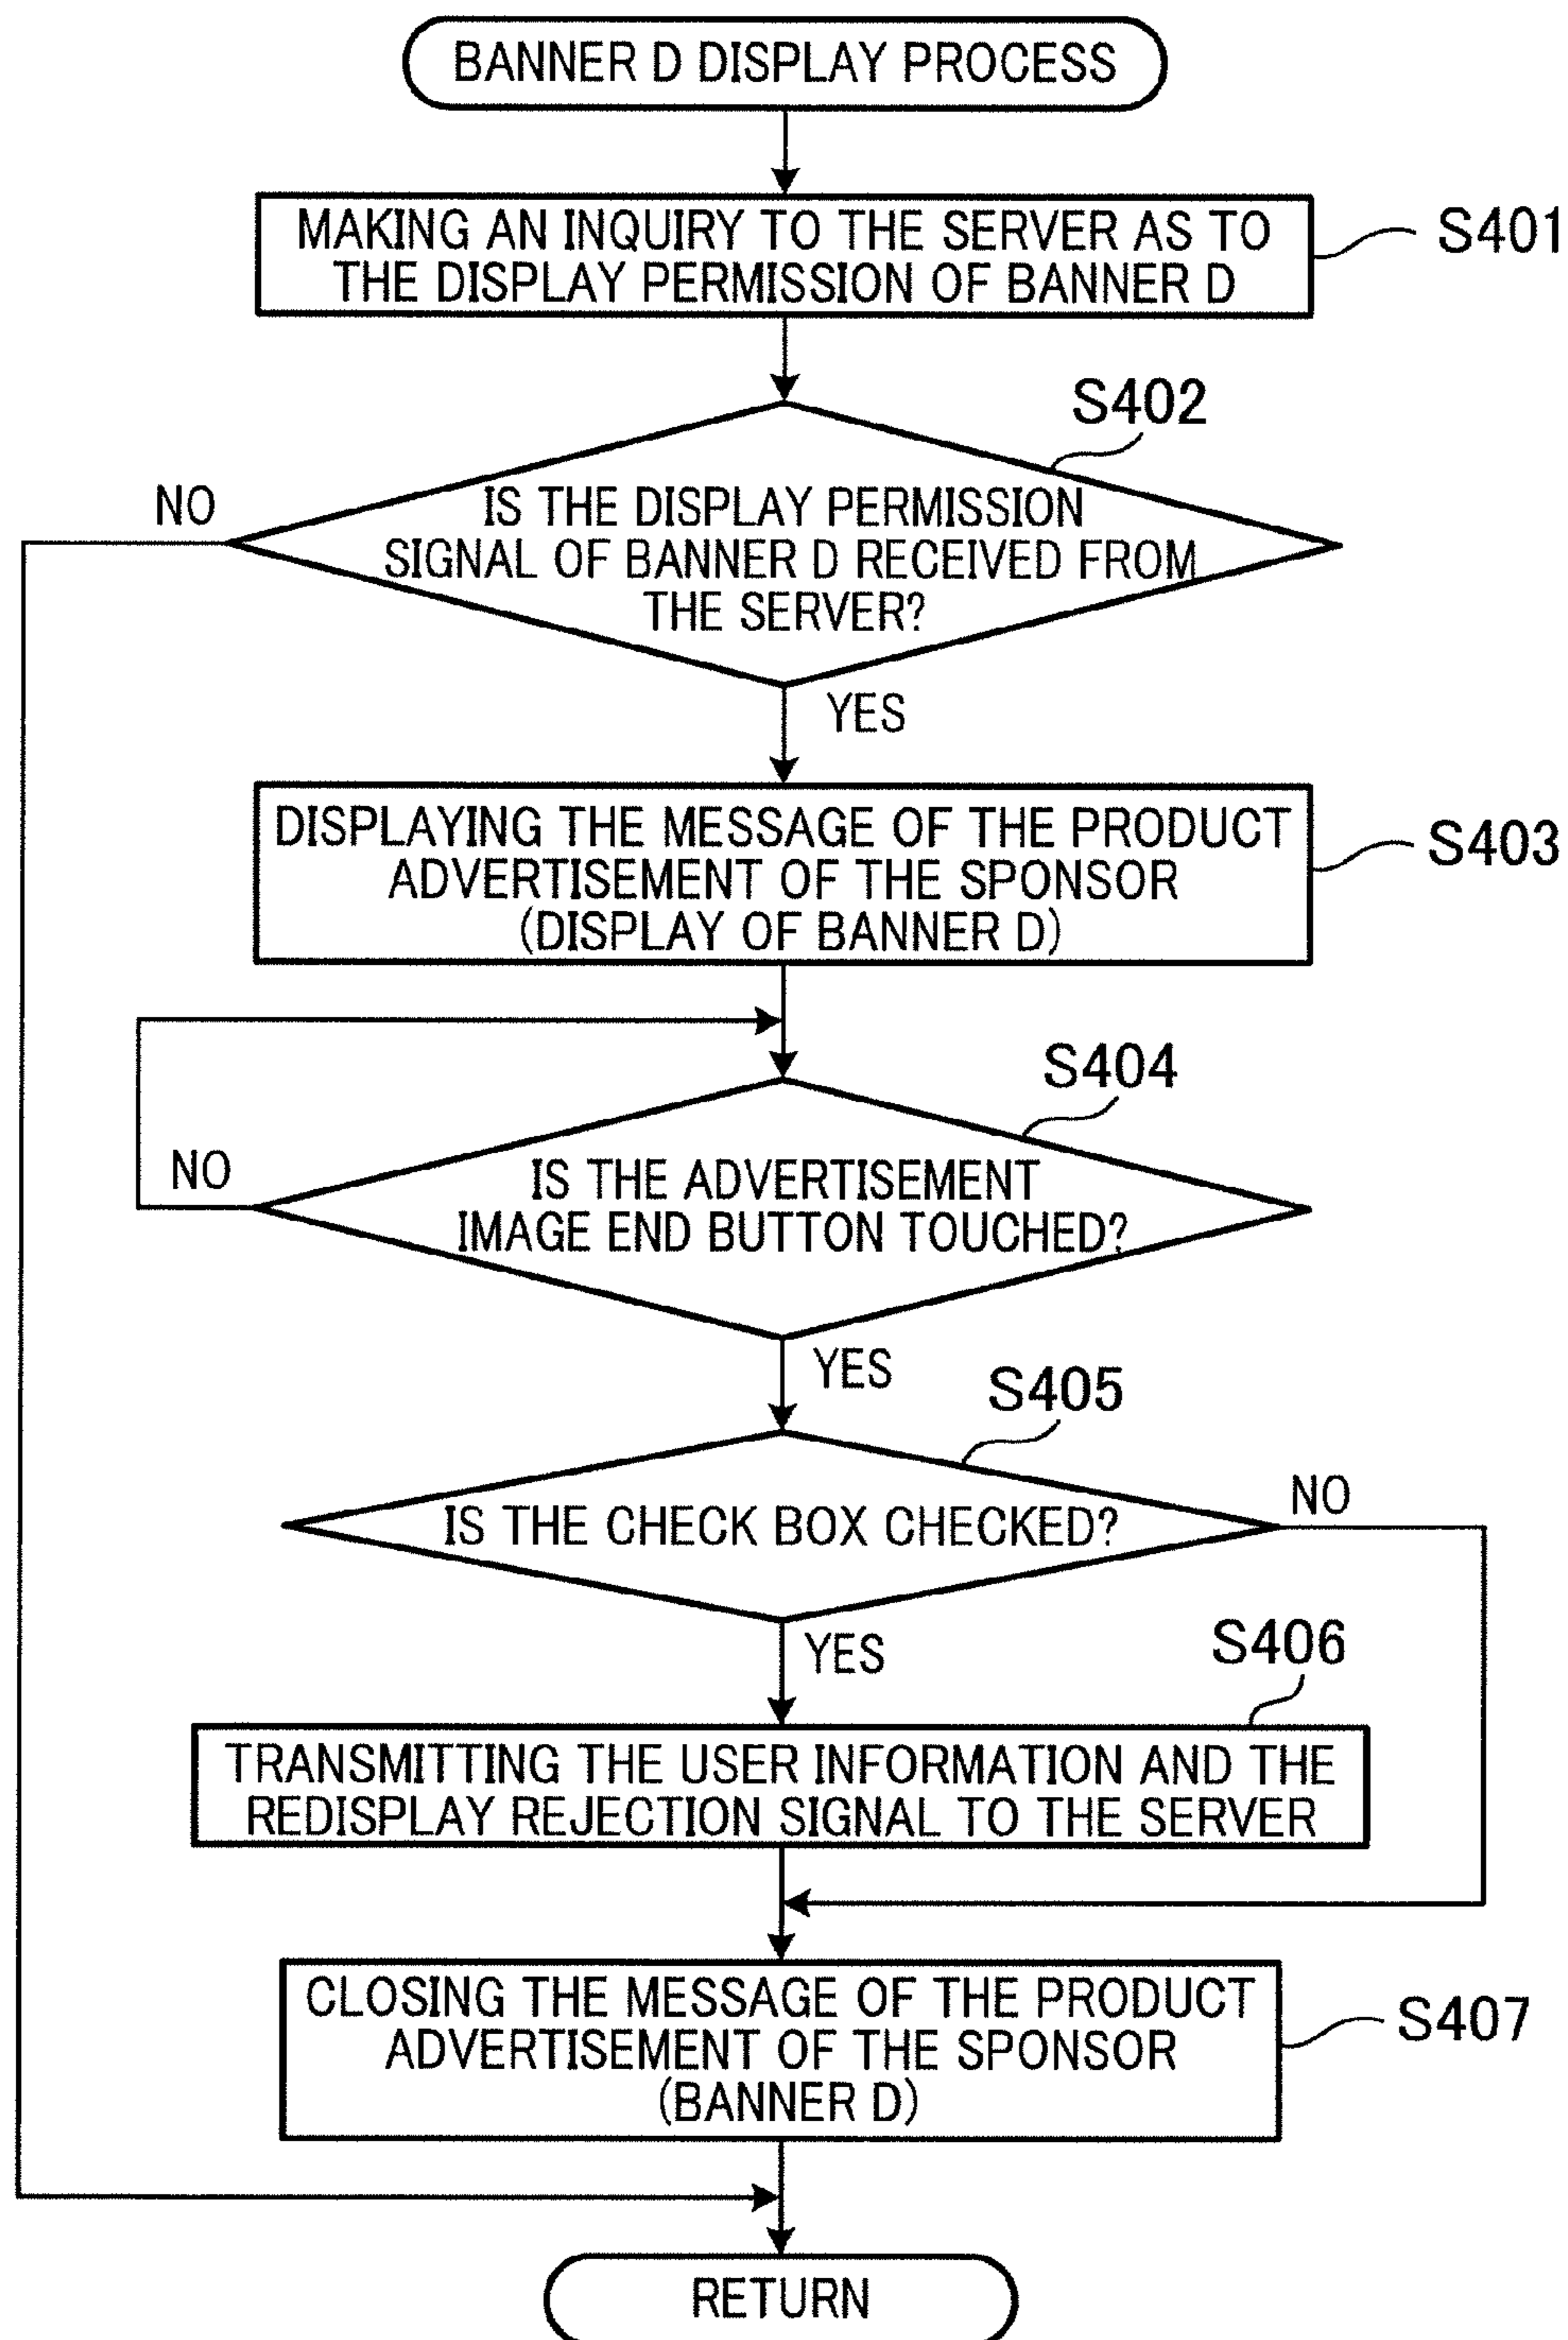 BANNER D DISPLAY PROCESS
MAKING AN INQUIRY TO THE SERVER AS TO
THE DISPLAY PERMISSION OF BANNER D
S401
S402
NO
IS THE DISPLAY PERMISSION
SIGNAL OF BANNER D RECEIVED FROM
THE SERVER?
YES
DISPLAYING THE MESSAGE OF THE PRODUCT
ADVERTISEMENT OF THE SPONSOR
(DISPLAY OF BANNER D)
S403
S404
NO
IS THE ADVERTISEMENT
IMAGE END BUTTON TOUCHED?
YES
S405
NO
IS THE CHECK BOX CHECKED?
YES
S406
TRANSMITTING THE USER INFORMATION AND THE
REDISPLAY REJECTION SIGNAL TO THE SERVER
CLOSING THE MESSAGE OF THE PRODUCT
ADVERTISEMENT OF THE SPONSOR
(BANNER D)
S407
RETURN